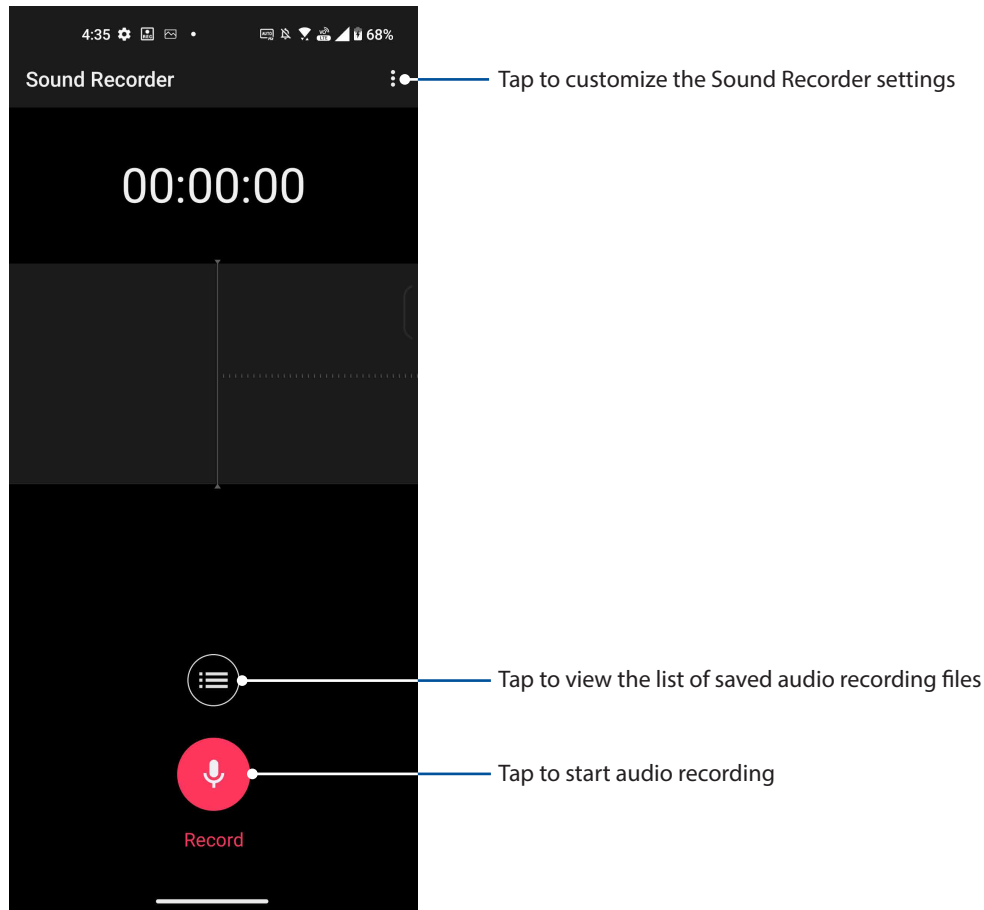 4:35 68%
Sound Recorder
Tap to customize the Sound Recorder settings
00:00:00
Tap to view the list of saved audio recording files
Tap to start audio recording
Record